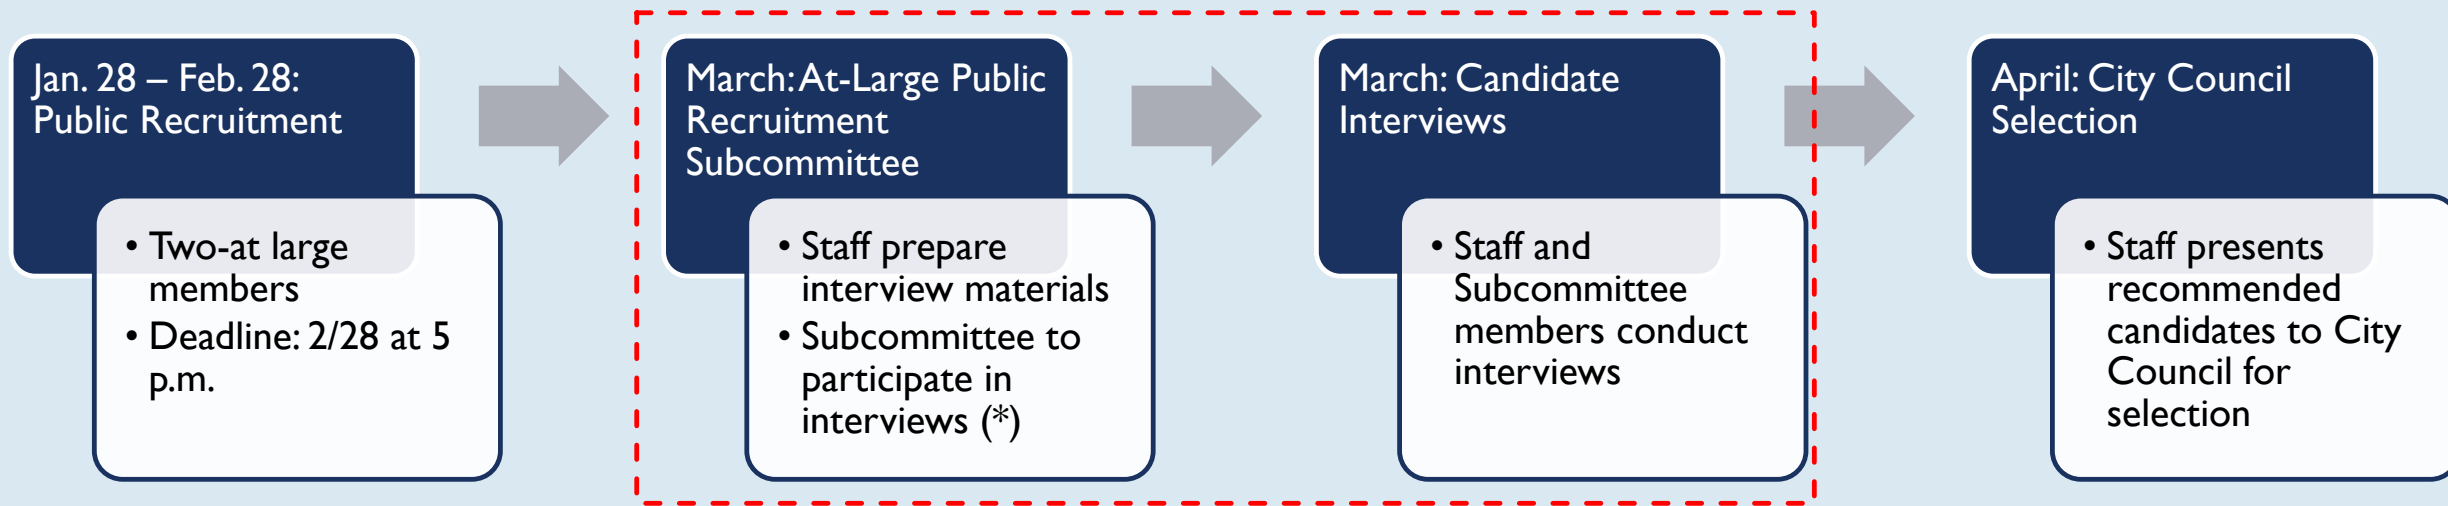 Jan. 28 – Feb. 28:
Public Recruitment
• Two-at large
members
• Deadline: 2/28 at 5
p.m.
March: At-Large Public
Recruitment
Subcommittee
• Staff prepare
interview materials
• Subcommittee to
participate in
interviews (*)
March: Candidate
Interviews
• Staff and
Subcommittee
members conduct
interviews
April: City Council
Selection
• Staff presents
recommended
candidates to City
Council for
selection